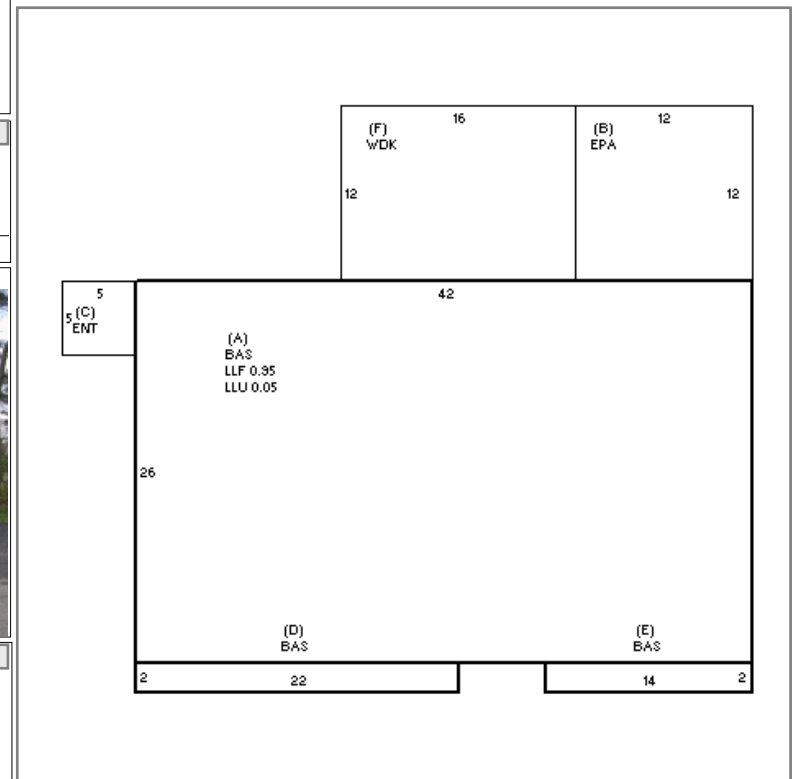 16
12
(F)
WDK
(B)
EPA
12
12
5
42
5
(C)
ENT
(A)
BAS
LLF 0.95
LLU 0.05
26
(D)
BAS
(E)
BAS
2
22
14
2